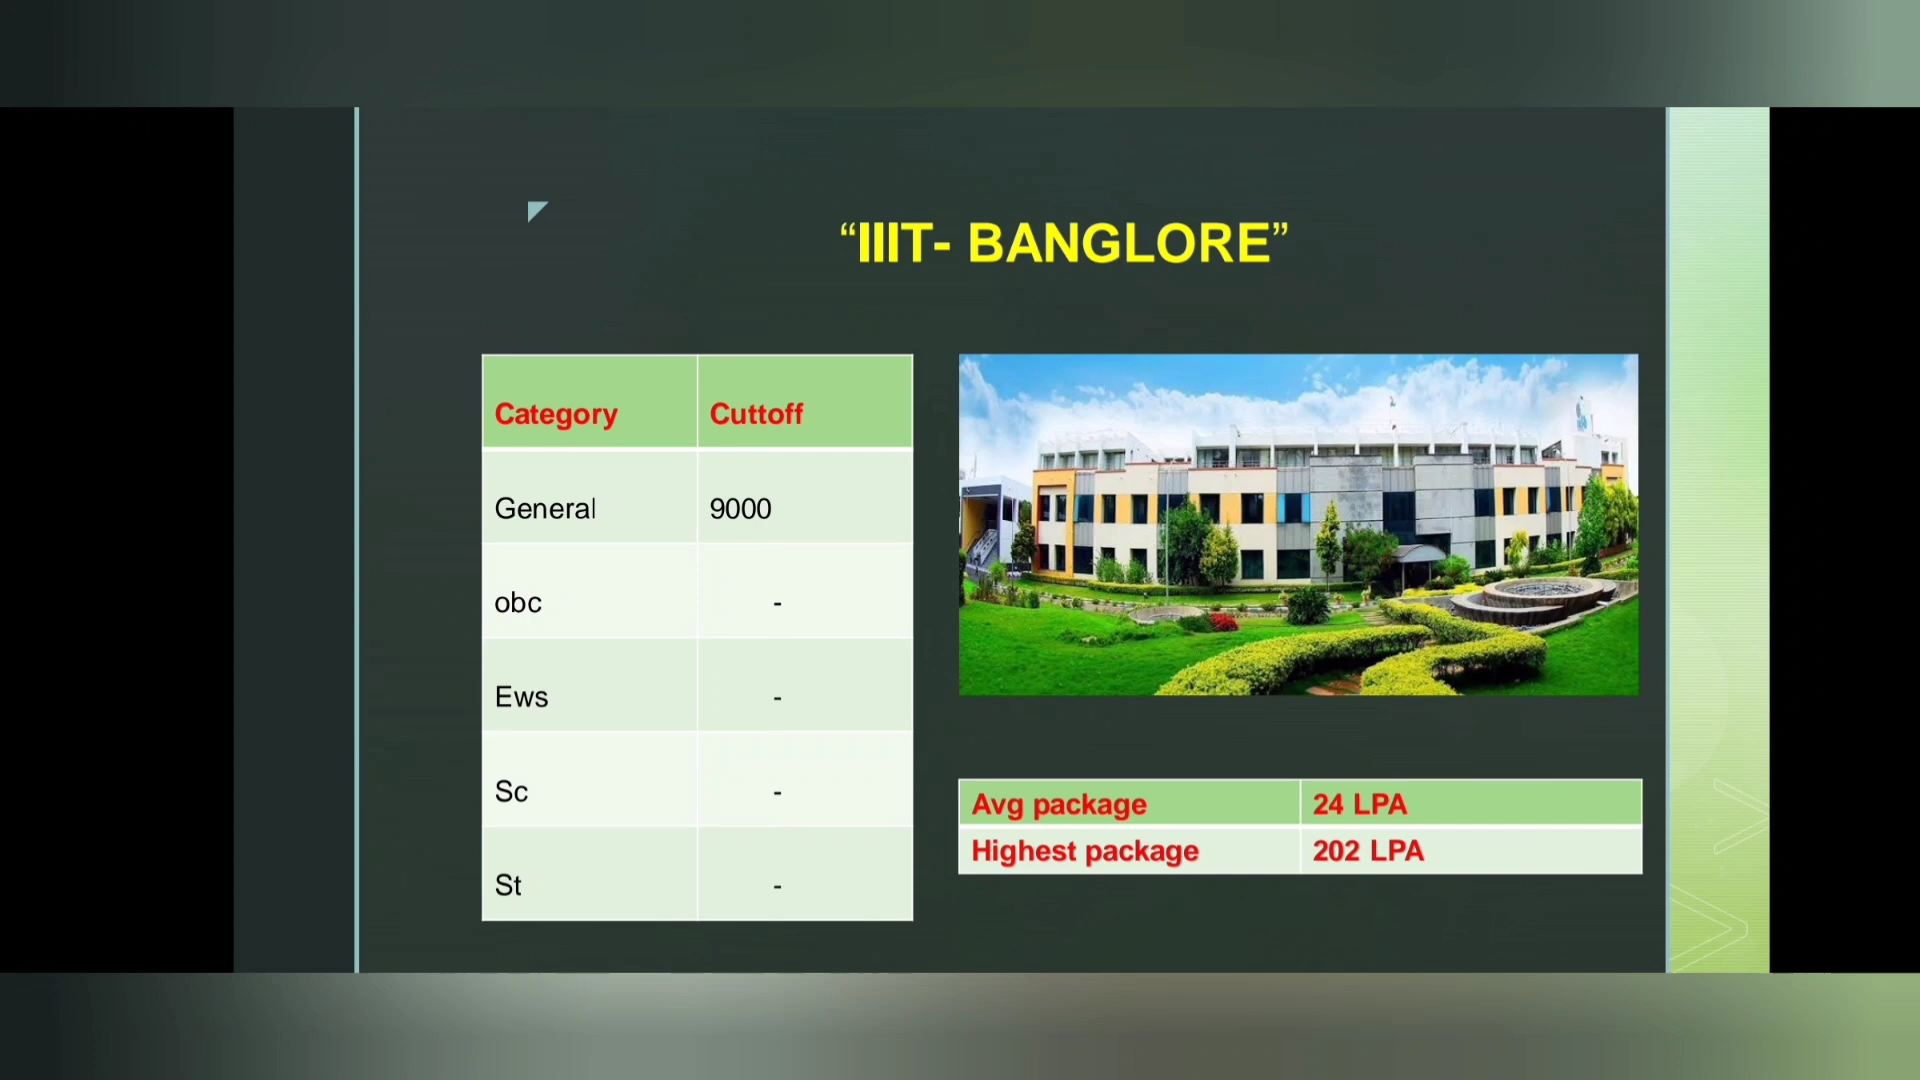 “IIIT- BANGLORE”
Category Cuttoff
General 9000
obc -
Ews -
Sc -
St -
Avg package 24 LPA
Highest package 202 LPA